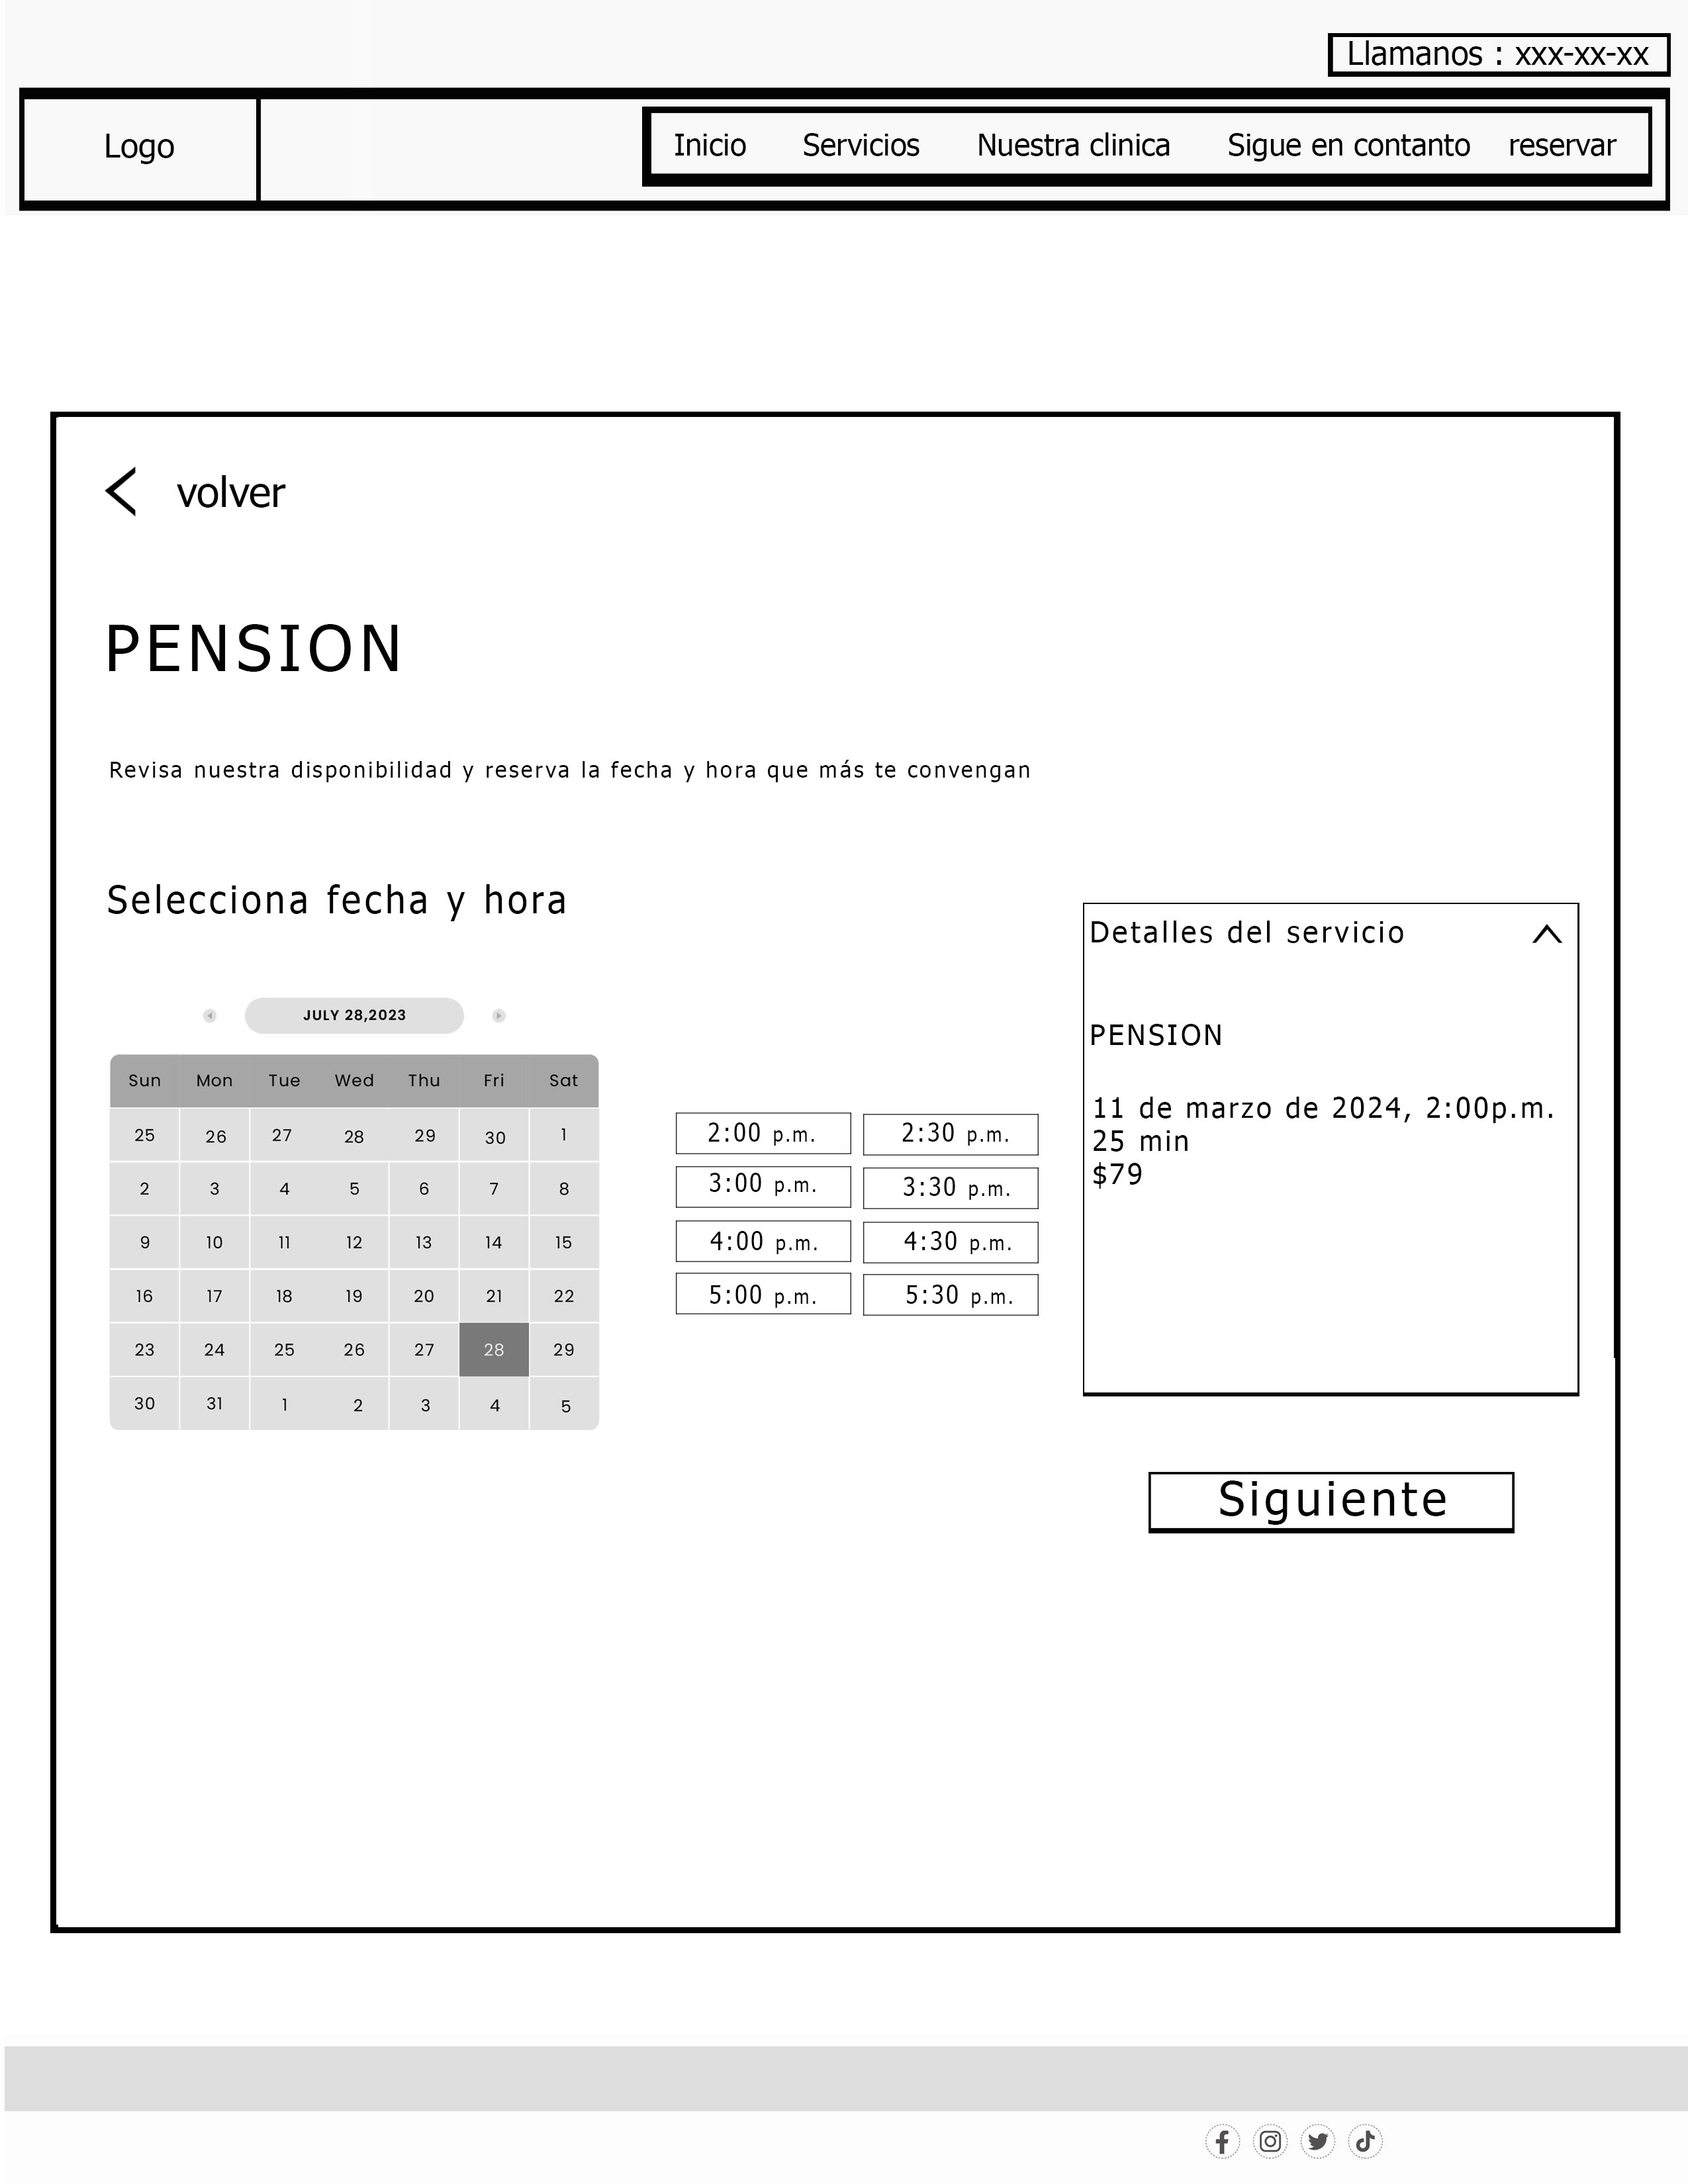 Llamanos : xxx-xx-xx
Logo
Inicio Servicios Nuestra clinica Sigue en contanto reservar
volver
PENSION
Revisa nuestra disponibilidad y reserva la fecha y hora que más te convengan
Selecciona fecha y hora
JULY 28,2023
Sun Mon Tue Wed Thu Fri Sat
25 26 27 28 29 30 1
2 3 4 5 6 7 8
9 10 11 12 13 14 15
16 17 18 19 20 21 22
23 24 25 26 27 28 29
30 31 1 2 3 4 5
2:00 p.m. 2:30 p.m.
3:00 p.m. 3:30 p.m.
4:00 p.m. 4:30 p.m.
5:00 p.m. 5:30 p.m.
Detalles del servicio
PENSION
11 de marzo de 2024, 2:00p.m.
25 min
$79
Siguiente